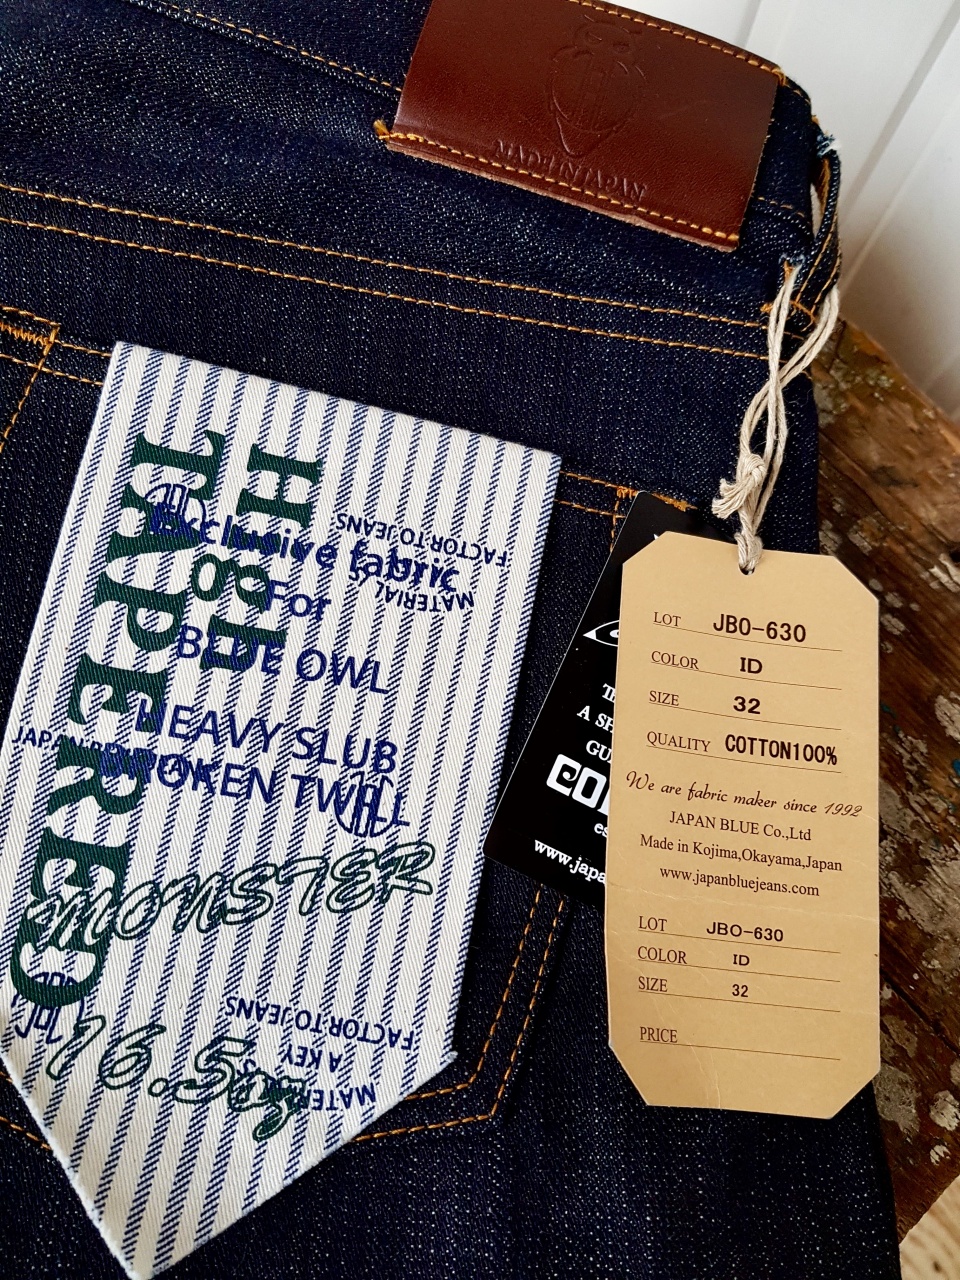 MADE IN JAPAN
HIGH
TAPERED
FACTOR TO JEANS
MATERIAL
Exclusive fabric
For
BLUE OWL
HEAVY SLUB
BROKEN TWILL
MONSTER
16.5oz
FACTOR TO JEANS
A KEY
LOT JBO-630
COLOR ID
SIZE 32
QUALITY COTTON100%
We are fabric maker since 1992
JAPAN BLUE Co.,Ltd
Made in Kojima,Okayama,Japan
www.japanbluejeans.com
LOT JBO-630
COLOR ID
SIZE 32
PRICE
A
www.japa